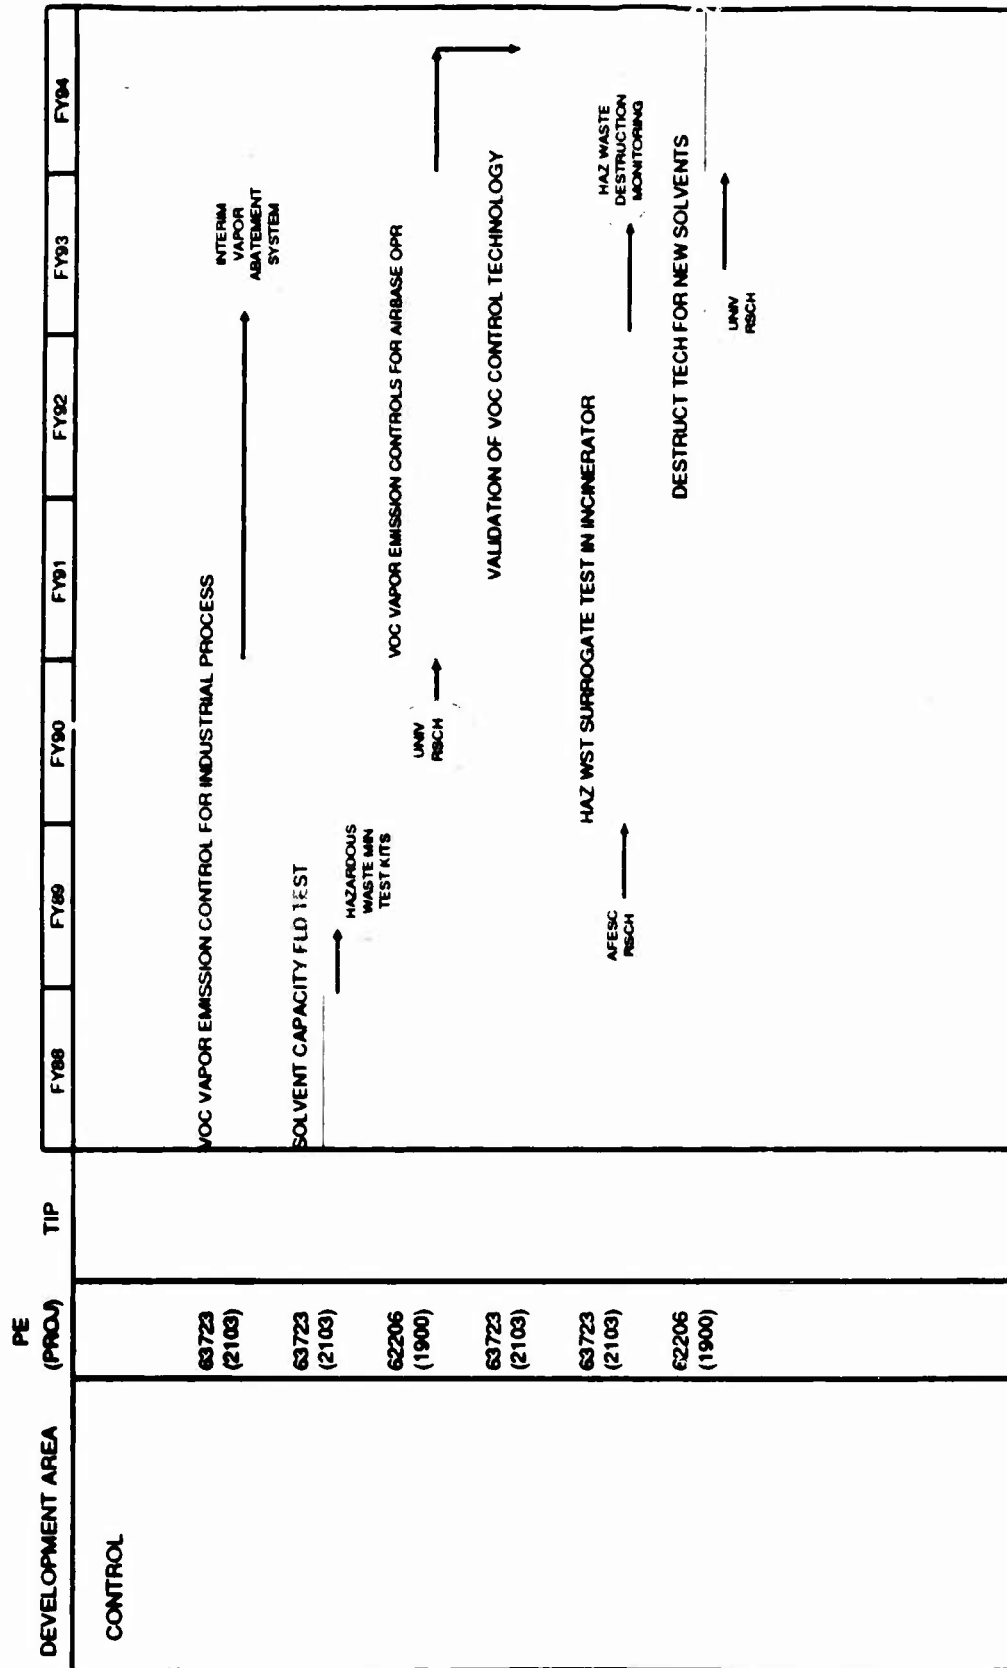 DEVELOPMENT AREA
PE
(PROJ)
TIP
FY88
FY89
FY90
FY91
FY92
FY93
FY94
CONTROL
63723
(2103)
VOC VAPOR EMISSION CONTROL FOR INDUSTRIAL PROCESS
INTERIM
VAPOR
ABATEMENT
SYSTEM
63723
(2103)
SOLVENT CAPACITY FLD TEST
HAZARDOUS
WASTE MIN
TEST KITS
62206
(1900)
VOC VAPOR EMISSION CONTROLS FOR AIRBASE OPR
UNIV
RSCH
63723
(2103)
VALIDATION OF VOC CONTROL TECHNOLOGY
63723
(2103)
HAZ WST SURROGATE TEST IN INCINERATOR
AFESC
RSCH
HAZ WASTE
DESTRUCTION
MONITORING
62206
(1900)
DESTRUCT TECH FOR NEW SOLVENTS
UNIV
RSCH